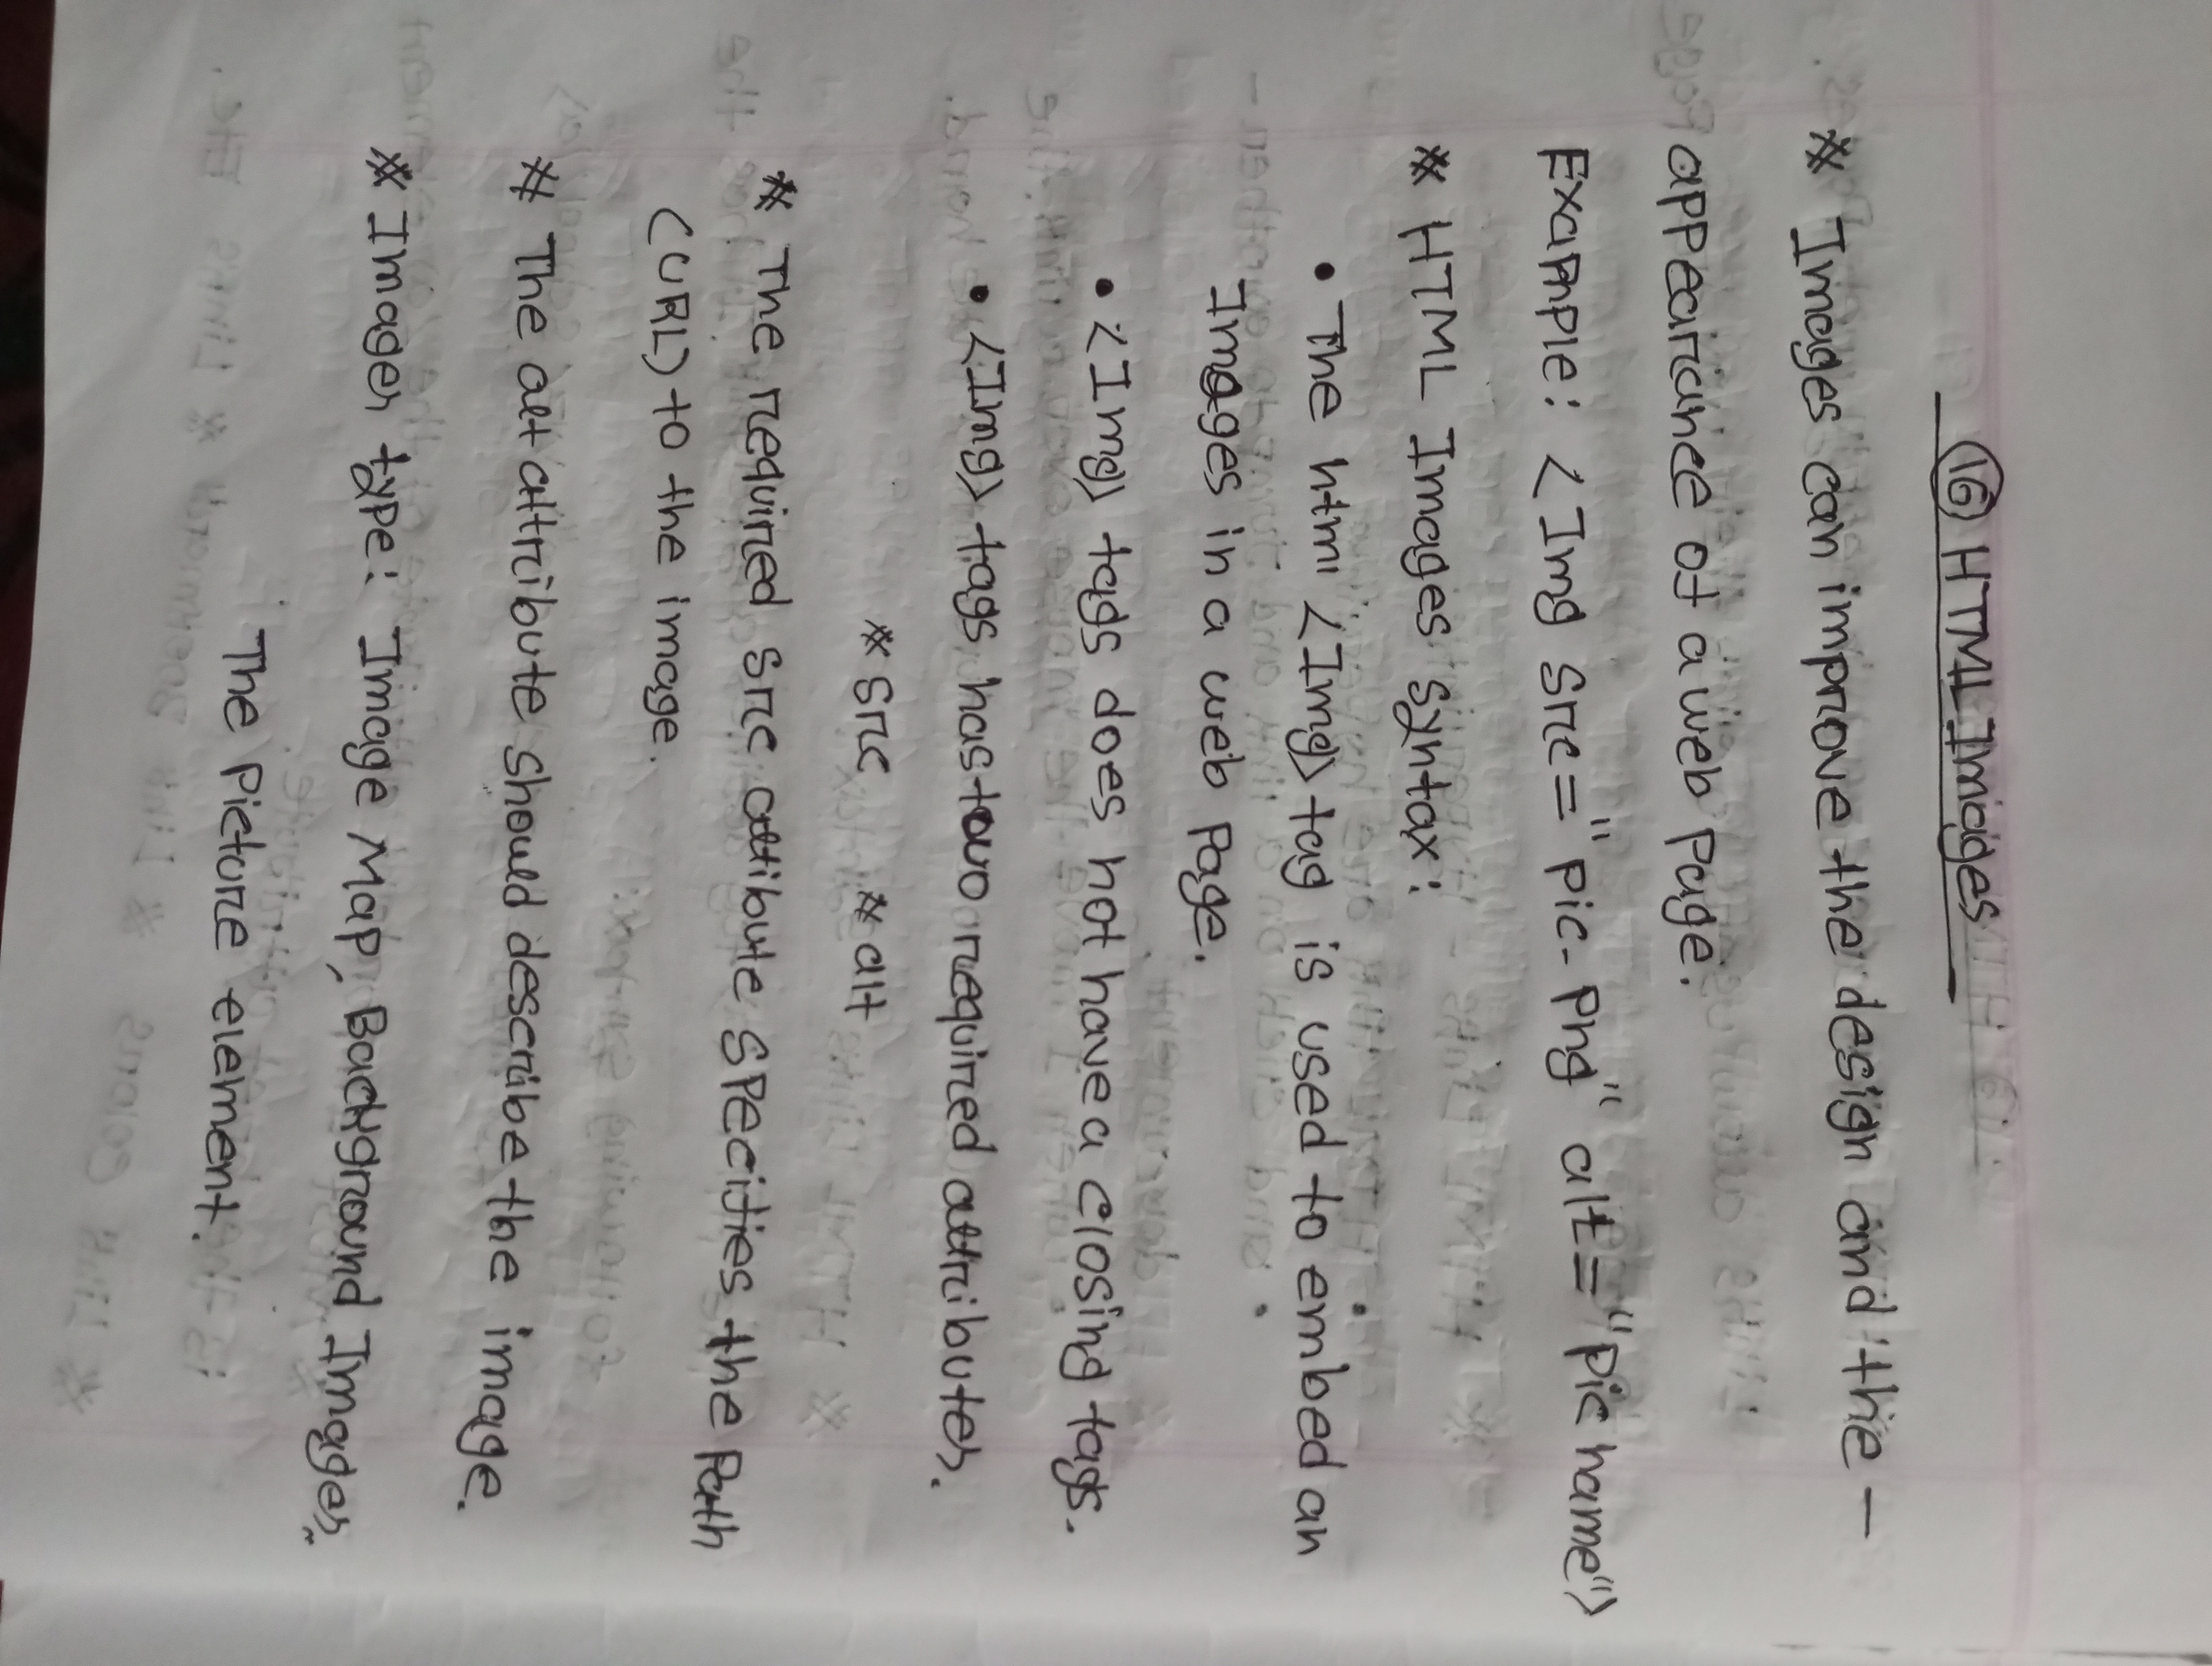 16 HTML Images
* Images can improve the design and the -
appearance of a web page.
Example: <Img src="pic-png" alt="Pic name">
* HTML Images syntax:
• The html <Img> tag is used to embed an
Images in a web page.
• <Img> tags does not have a closing tags.
• <Img> tags has two required attributes.
* src * alt
* The required src attibute specifies the Path
(URL) to the image.
* The alt attribute should describe the image.
* Images type: Image Map, Background Images,
The Picture element.